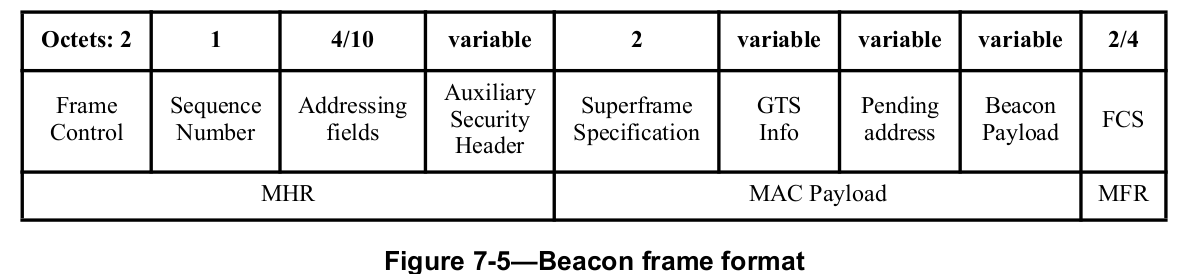 Octets: 2 1 4/10 variable 2 variable variable variable 2/4
Frame Control Sequence Number Addressing fields Auxiliary Security Header Superframe Specification GTS Info Pending address Beacon Payload FCS
MHR MAC Payload MFR
Figure 7-5—Beacon frame format